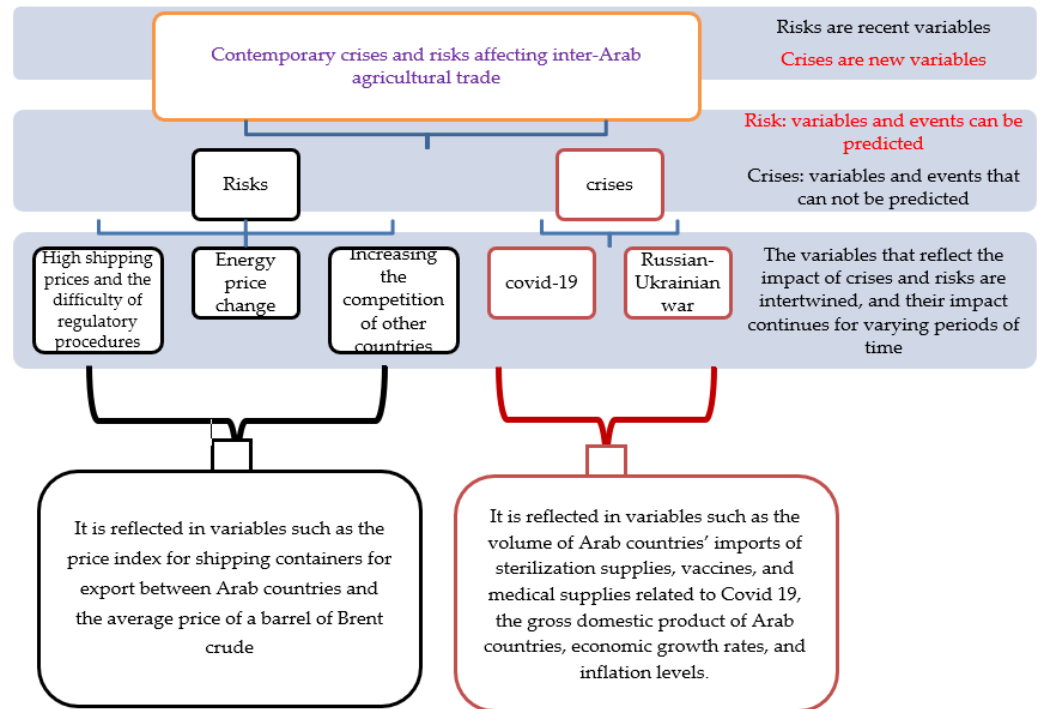 Contemporary crises and risks affecting inter-Arab
agricultural trade
Risks are recent variables
Crises are new variables
Risk: variables and events can be
predicted
Crises: variables and events that
can not be predicted
Risks
crises
High shipping
prices and the
difficulty of
regulatory
procedures
Energy
price
change
Increasing
the
competition
of other
countries
covid-19
Russian-
Ukrainian
war
The variables that reflect the
impact of crises and risks are
intertwined, and their impact
continues for varying periods of
time
It is reflected in variables such as the
price index for shipping containers for
export between Arab countries and
the average price of a barrel of Brent
crude
It is reflected in variables such as the
volume of Arab countries’ imports of
sterilization supplies, vaccines, and
medical supplies related to Covid 19,
the gross domestic product of Arab
countries, economic growth rates, and
inflation levels.